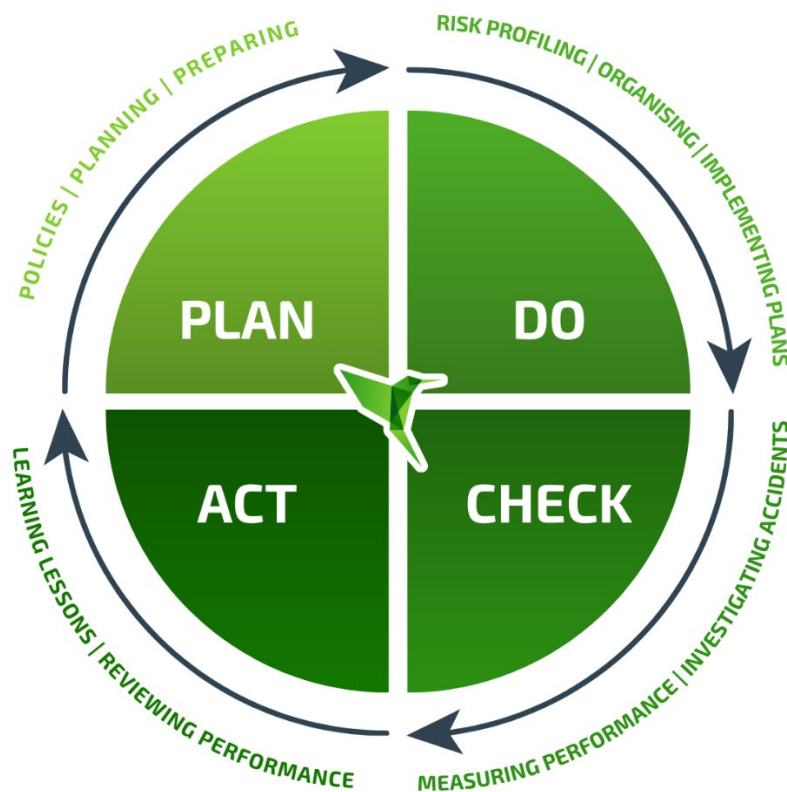 POLICIES | PLANNING | PREPARING
RISK PROFILING | ORGANISING | IMPLEMENTING PLANS
PLAN
DO
ACT
CHECK
LEARNING LESSONS | REVIEWING PERFORMANCE
MEASURING PERFORMANCE | INVESTIGATING ACCIDENTS